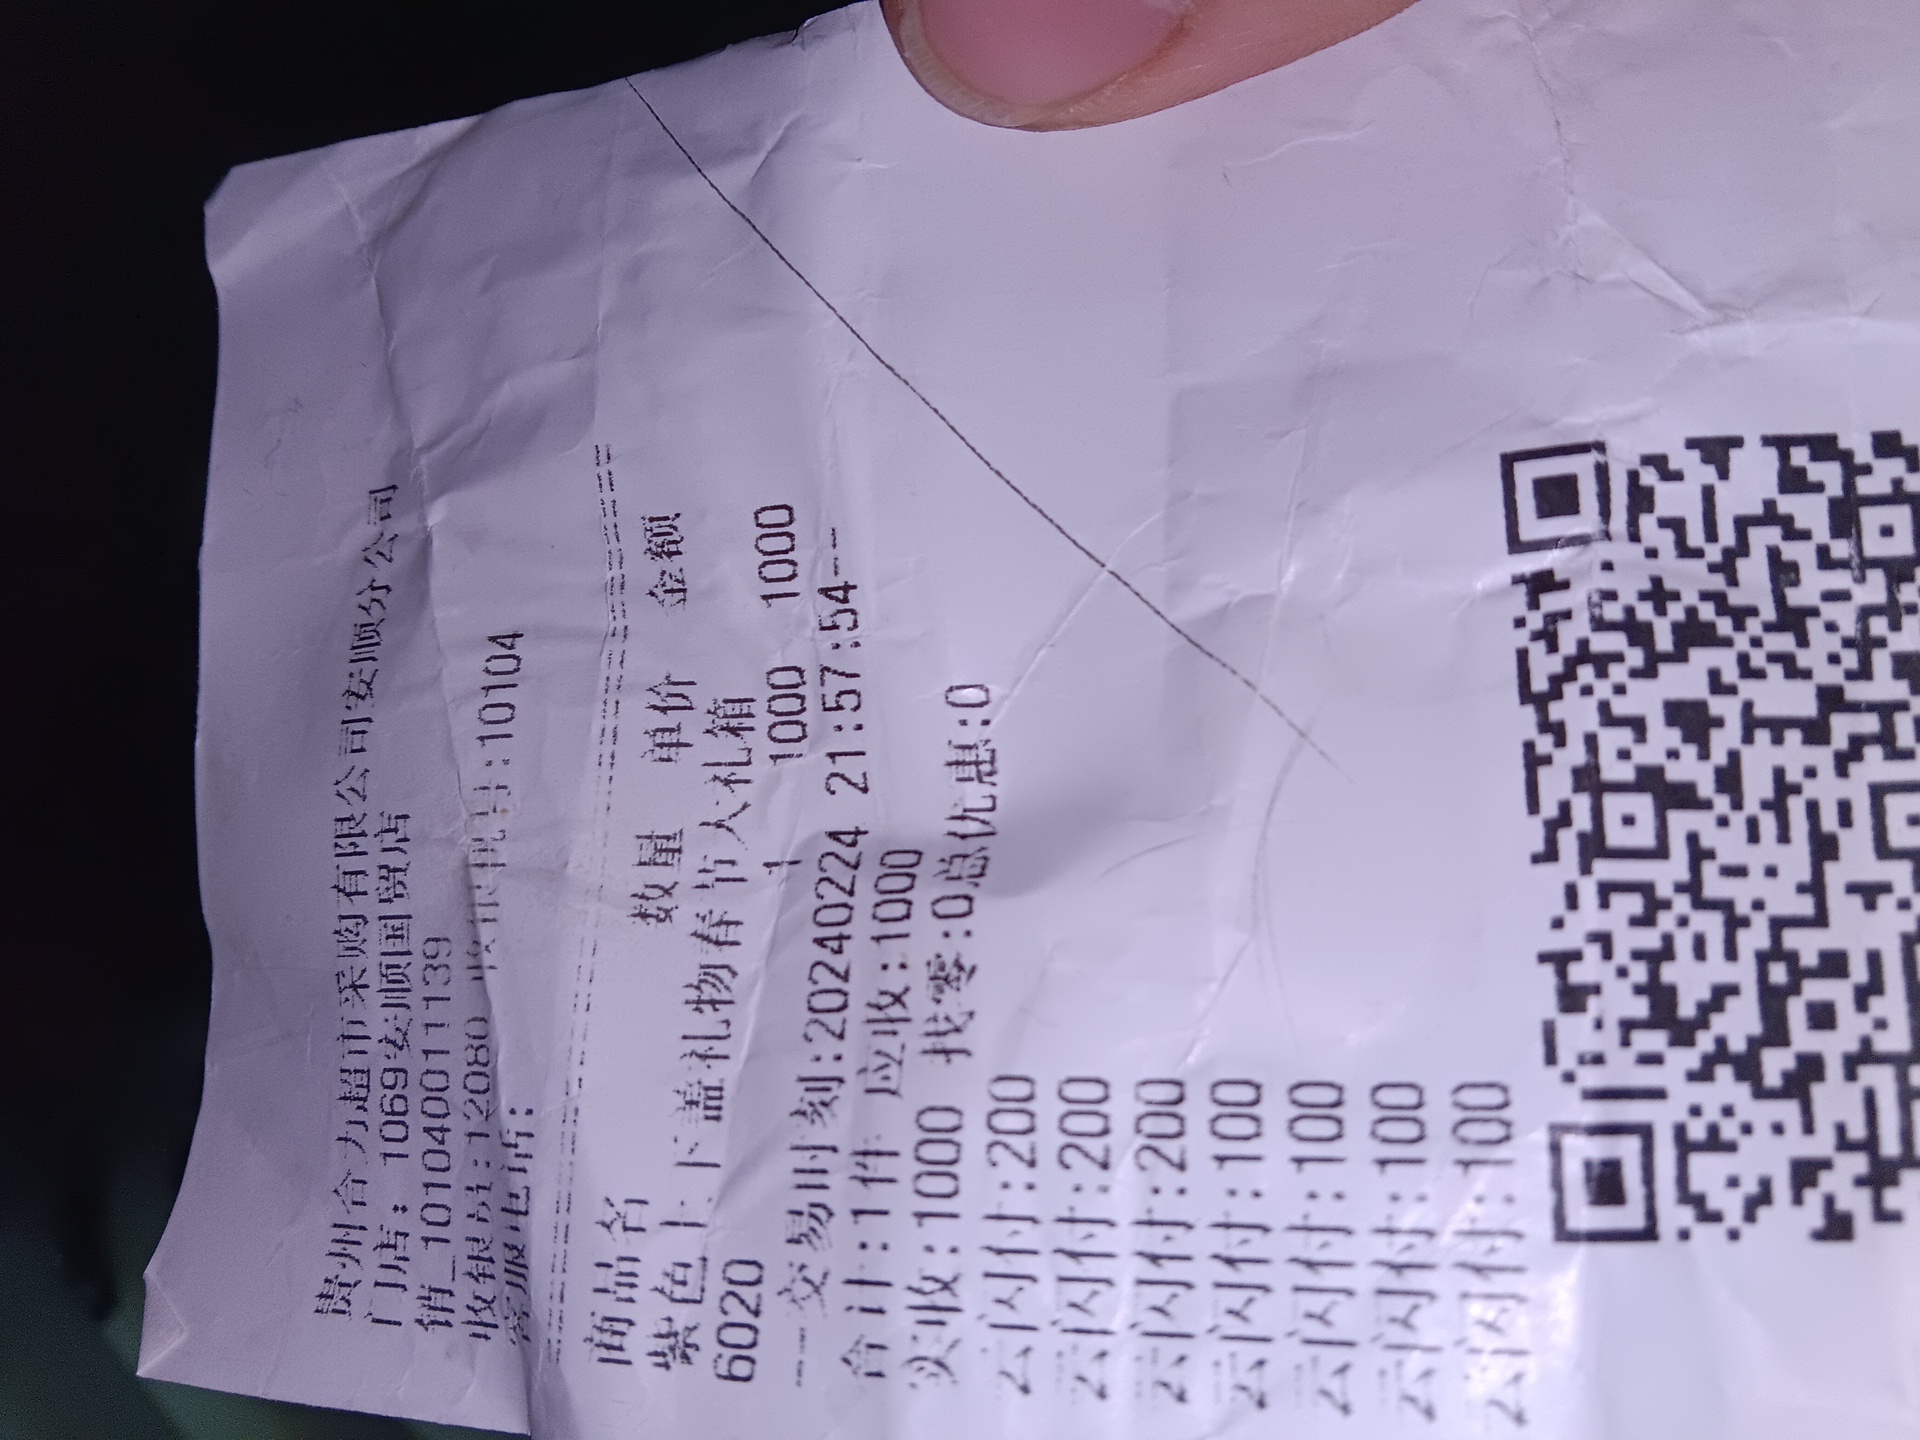 贵州合力超市采购有限公司安顺分公司
门店: 1069安顺国贸店
销_101040011139
收银员:12080 收银机号:10104
客服电话:
商品名 数量 单价 金额
紫色上下盖礼物春节大礼箱
6020 1 1000 1000
---交易时刻:20240224 21:57:54--
合计:1件 应收:1000
实收:1000 找零:0总优惠:0
云闪付:200
云闪付:200
云闪付:200
云闪付:100
云闪付:100
云闪付:100
云闪付:100